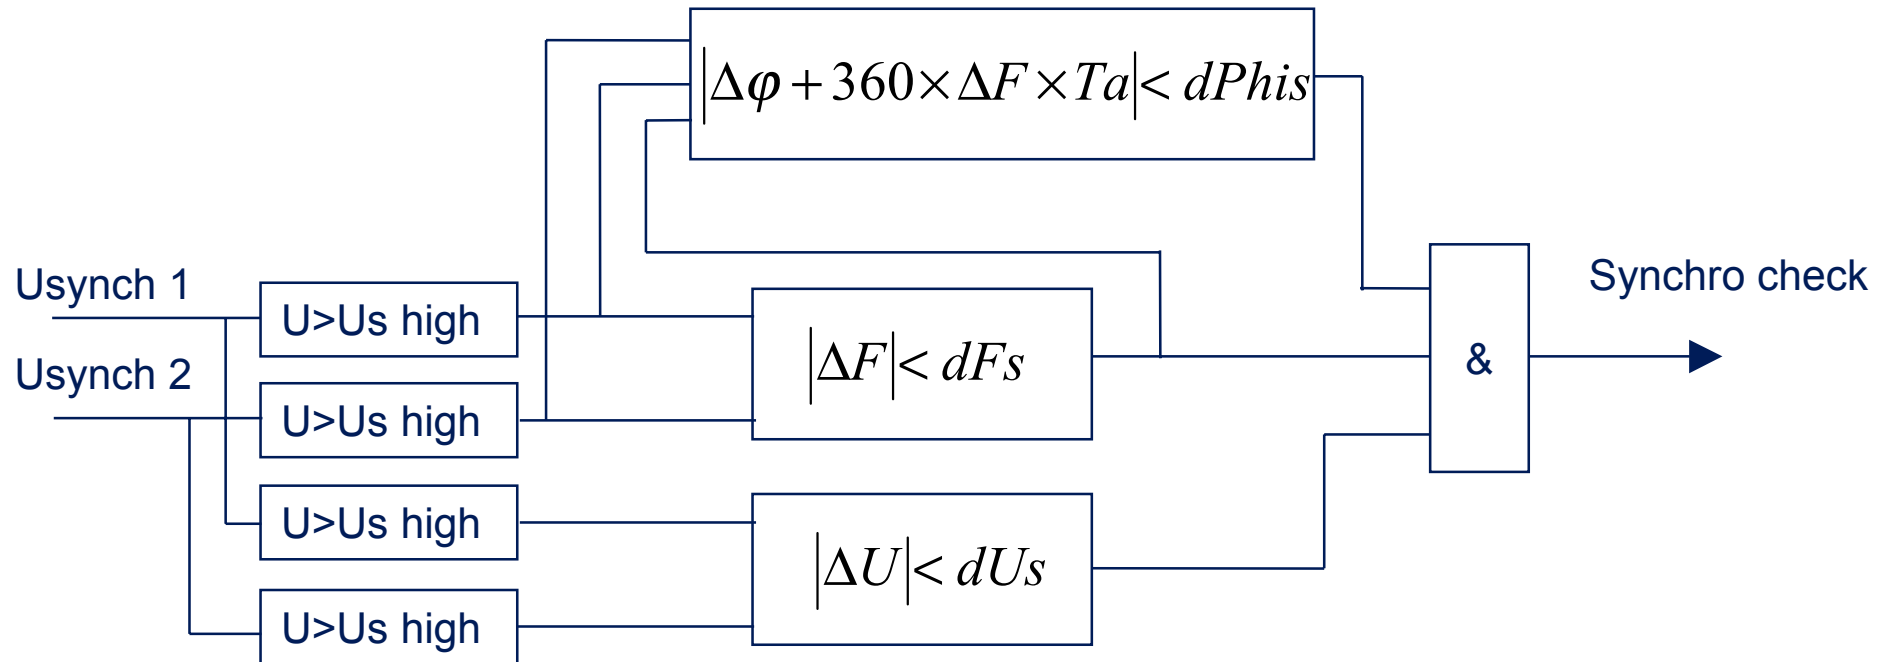 |Δφ+360×ΔF×Ta|< dPhis
Usynch 1
Synchro check
U>Us high
|ΔF|< dFs
&
Usynch 2
U>Us high
U>Us high
|ΔU|< dUs
U>Us high